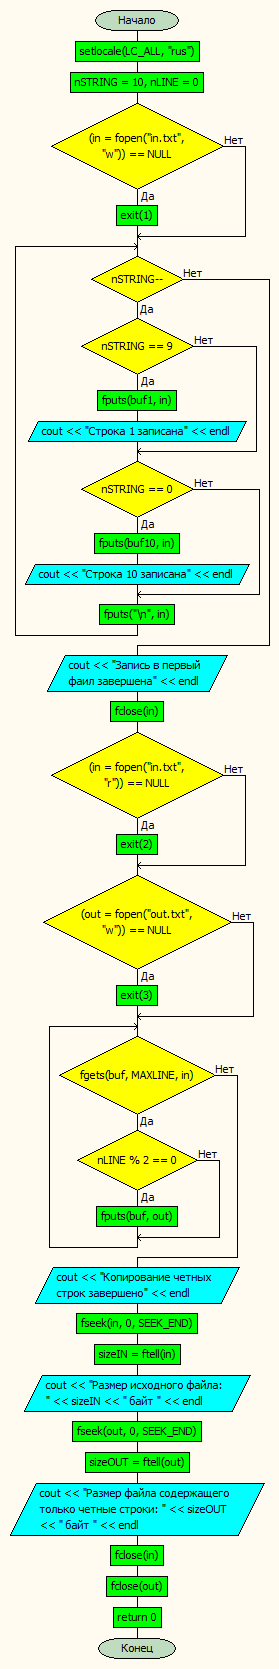 Начало
setlocale(LC_ALL, "rus")
nSTRING = 10, nLINE = 0
(in = fopen("in.txt",
"w")) == NULL
Нет
Да
exit(1)
nSTRING--
Нет
Да
nSTRING == 9
Нет
Да
fputs(buf1, in)
cout << "Строка 1 записана" << endl
nSTRING == 0
Нет
Да
fputs(buf10, in)
cout << "Строка 10 записана" << endl
fputs("\n", in)
cout << "Запись в первый
фаил завершена" << endl
fclose(in)
(in = fopen("in.txt",
"r")) == NULL
Нет
Да
exit(2)
(out = fopen("out.txt",
"w")) == NULL
Нет
Да
exit(3)
fgets(buf, MAXLINE, in)
Нет
Да
nLINE % 2 == 0
Нет
Да
fputs(buf, out)
cout << "Копирование четных
строк завершено" << endl
fseek(in, 0, SEEK_END)
sizeIN = ftell(in)
cout << "Размер исходного файла:
" << sizeIN << " байт " << endl
fseek(out, 0, SEEK_END)
sizeOUT = ftell(out)
cout << "Размер файла содержащего
только четные строки: " << sizeOUT
<< " байт " << endl
fclose(in)
fclose(out)
return 0
Конец